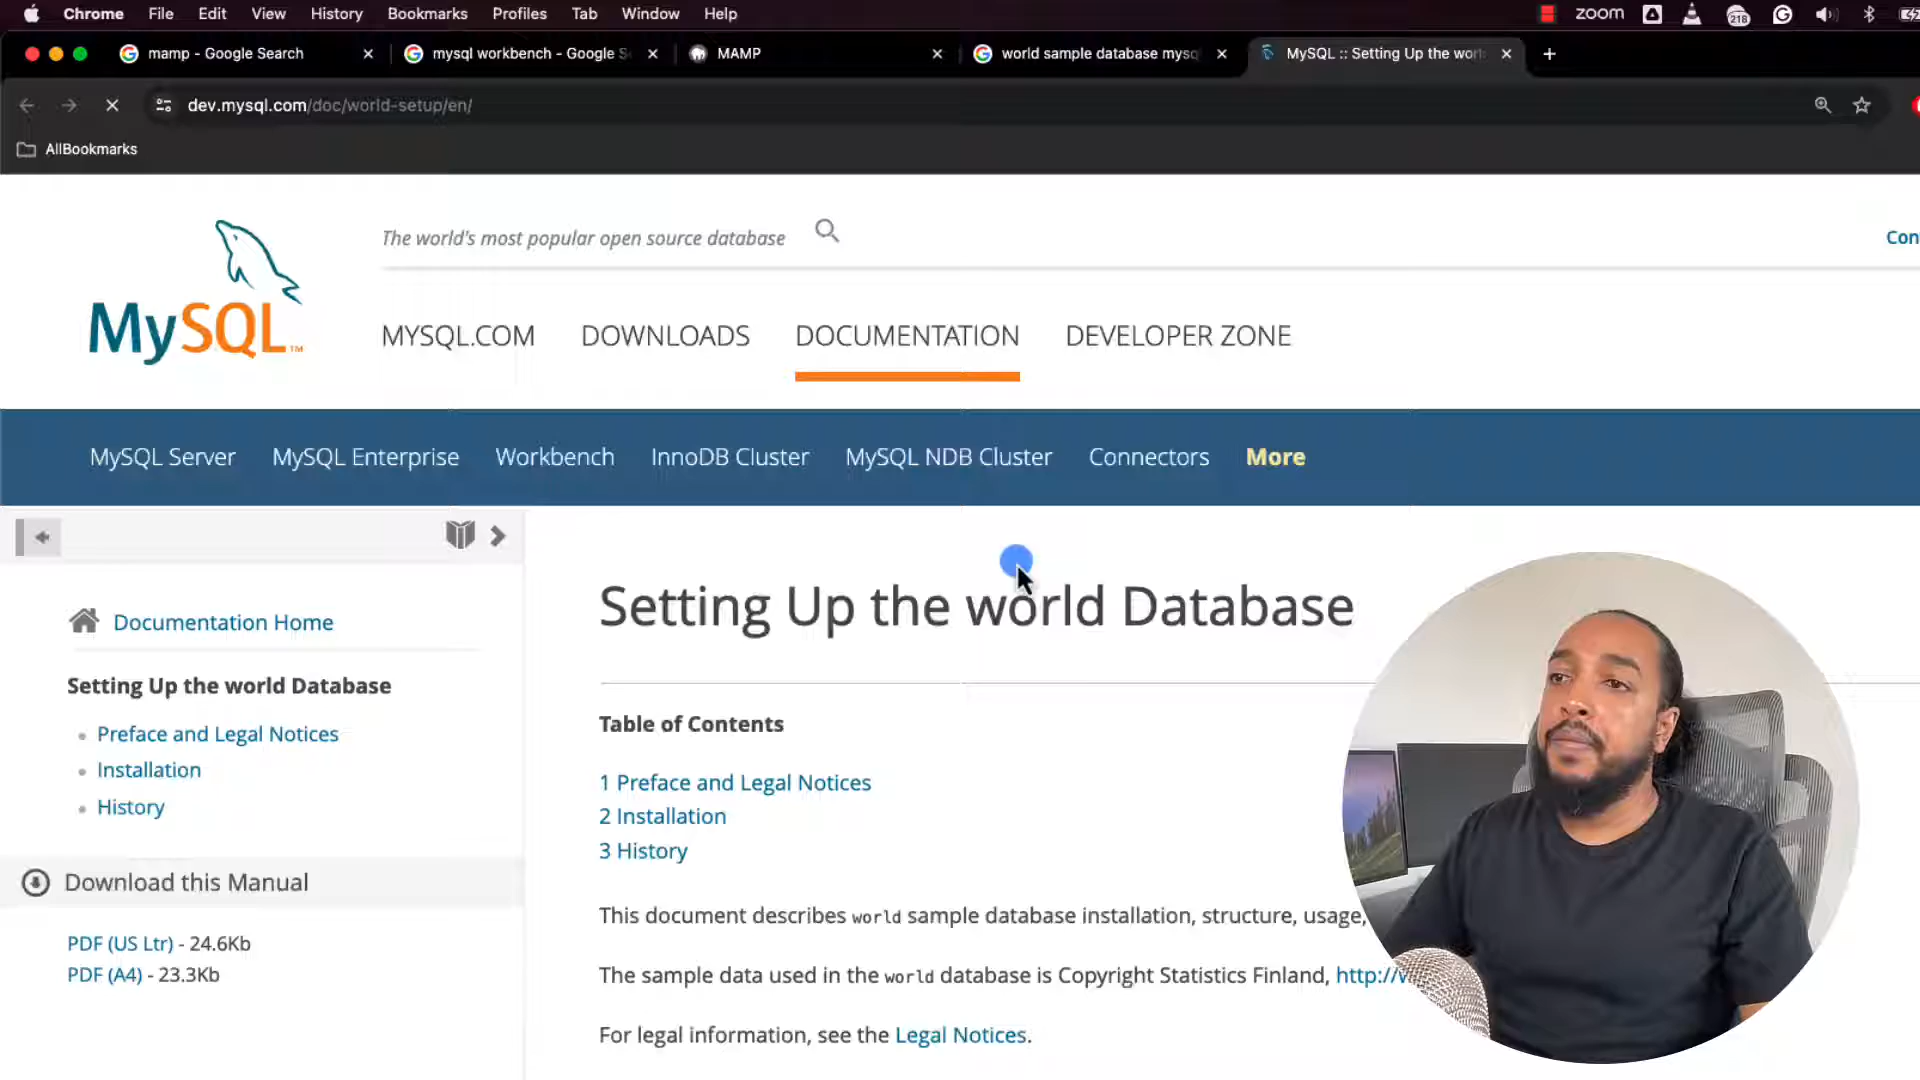 Chrome File Edit View History Bookmarks Profiles Tab Window Help zoom 218
mamp - Google Search mysql workbench - Google S MAMP world sample database mysq MySQL :: Setting Up the worl
dev.mysql.com/doc/world-setup/en/
AllBookmarks
The world's most popular open source database
Con
MySQL™
MYSQL.COM DOWNLOADS DOCUMENTATION DEVELOPER ZONE
MySQL Server MySQL Enterprise Workbench InnoDB Cluster MySQL NDB Cluster Connectors More
Documentation Home
Setting Up the world Database
Preface and Legal Notices
Installation
History
Download this Manual
PDF (US Ltr) - 24.6Kb
PDF (A4) - 23.3Kb
Setting Up the world Database
Table of Contents
1 Preface and Legal Notices
2 Installation
3 History
This document describes world sample database installation, structure, usage,
The sample data used in the world database is Copyright Statistics Finland, http://
For legal information, see the Legal Notices.